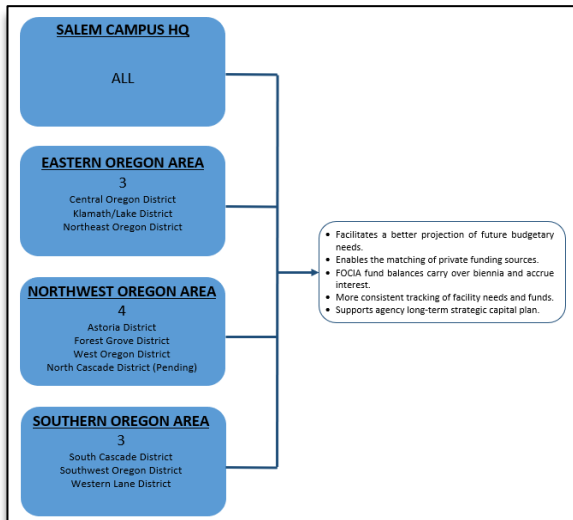 SALEM CAMPUS HQ
ALL
EASTERN OREGON AREA
3
Central Oregon District
Klamath/Lake District
Northeast Oregon District
NORTHWEST OREGON AREA
4
Astoria District
Forest Grove District
West Oregon District
North Cascade District (Pending)
SOUTHERN OREGON AREA
3
South Cascade District
Southwest Oregon District
Western Lane District
• Facilitates a better projection of future budgetary
needs.
• Enables the matching of private funding sources.
• FOCIA fund balances carry over biennia and accrue
interest.
• More consistent tracking of facility needs and funds.
• Supports agency long-term strategic capital plan.